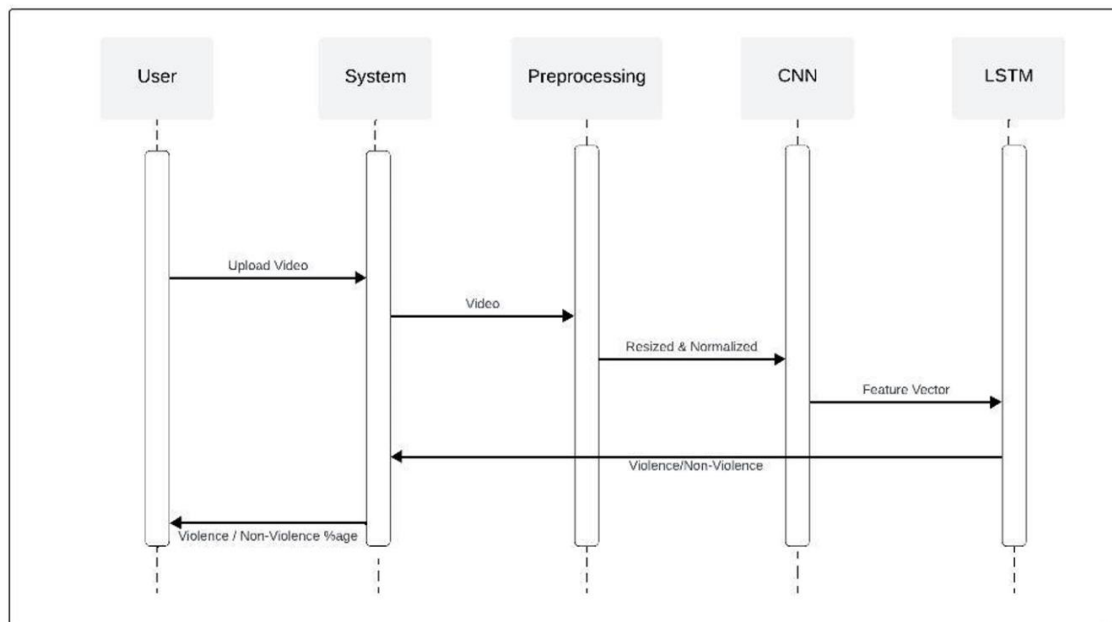 User
System
Preprocessing
CNN
LSTM
Upload Video
Video
Resized & Normalized
Feature Vector
Violence/Non-Violence
Violence / Non-Violence %age